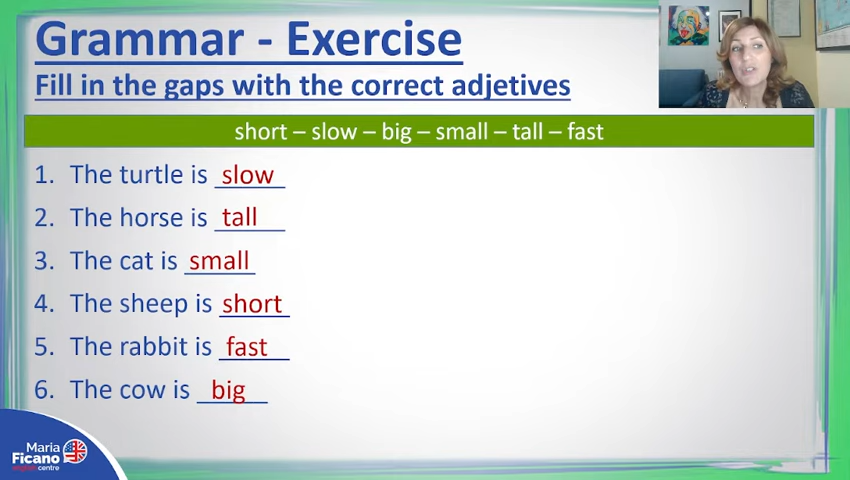 Grammar - Exercise
Fill in the gaps with the correct adjetives
short – slow – big – small – tall – fast
1. The turtle is slow
2. The horse is tall
3. The cat is small
4. The sheep is short
5. The rabbit is fast
6. The cow is big
Maria
Ficano
english centre